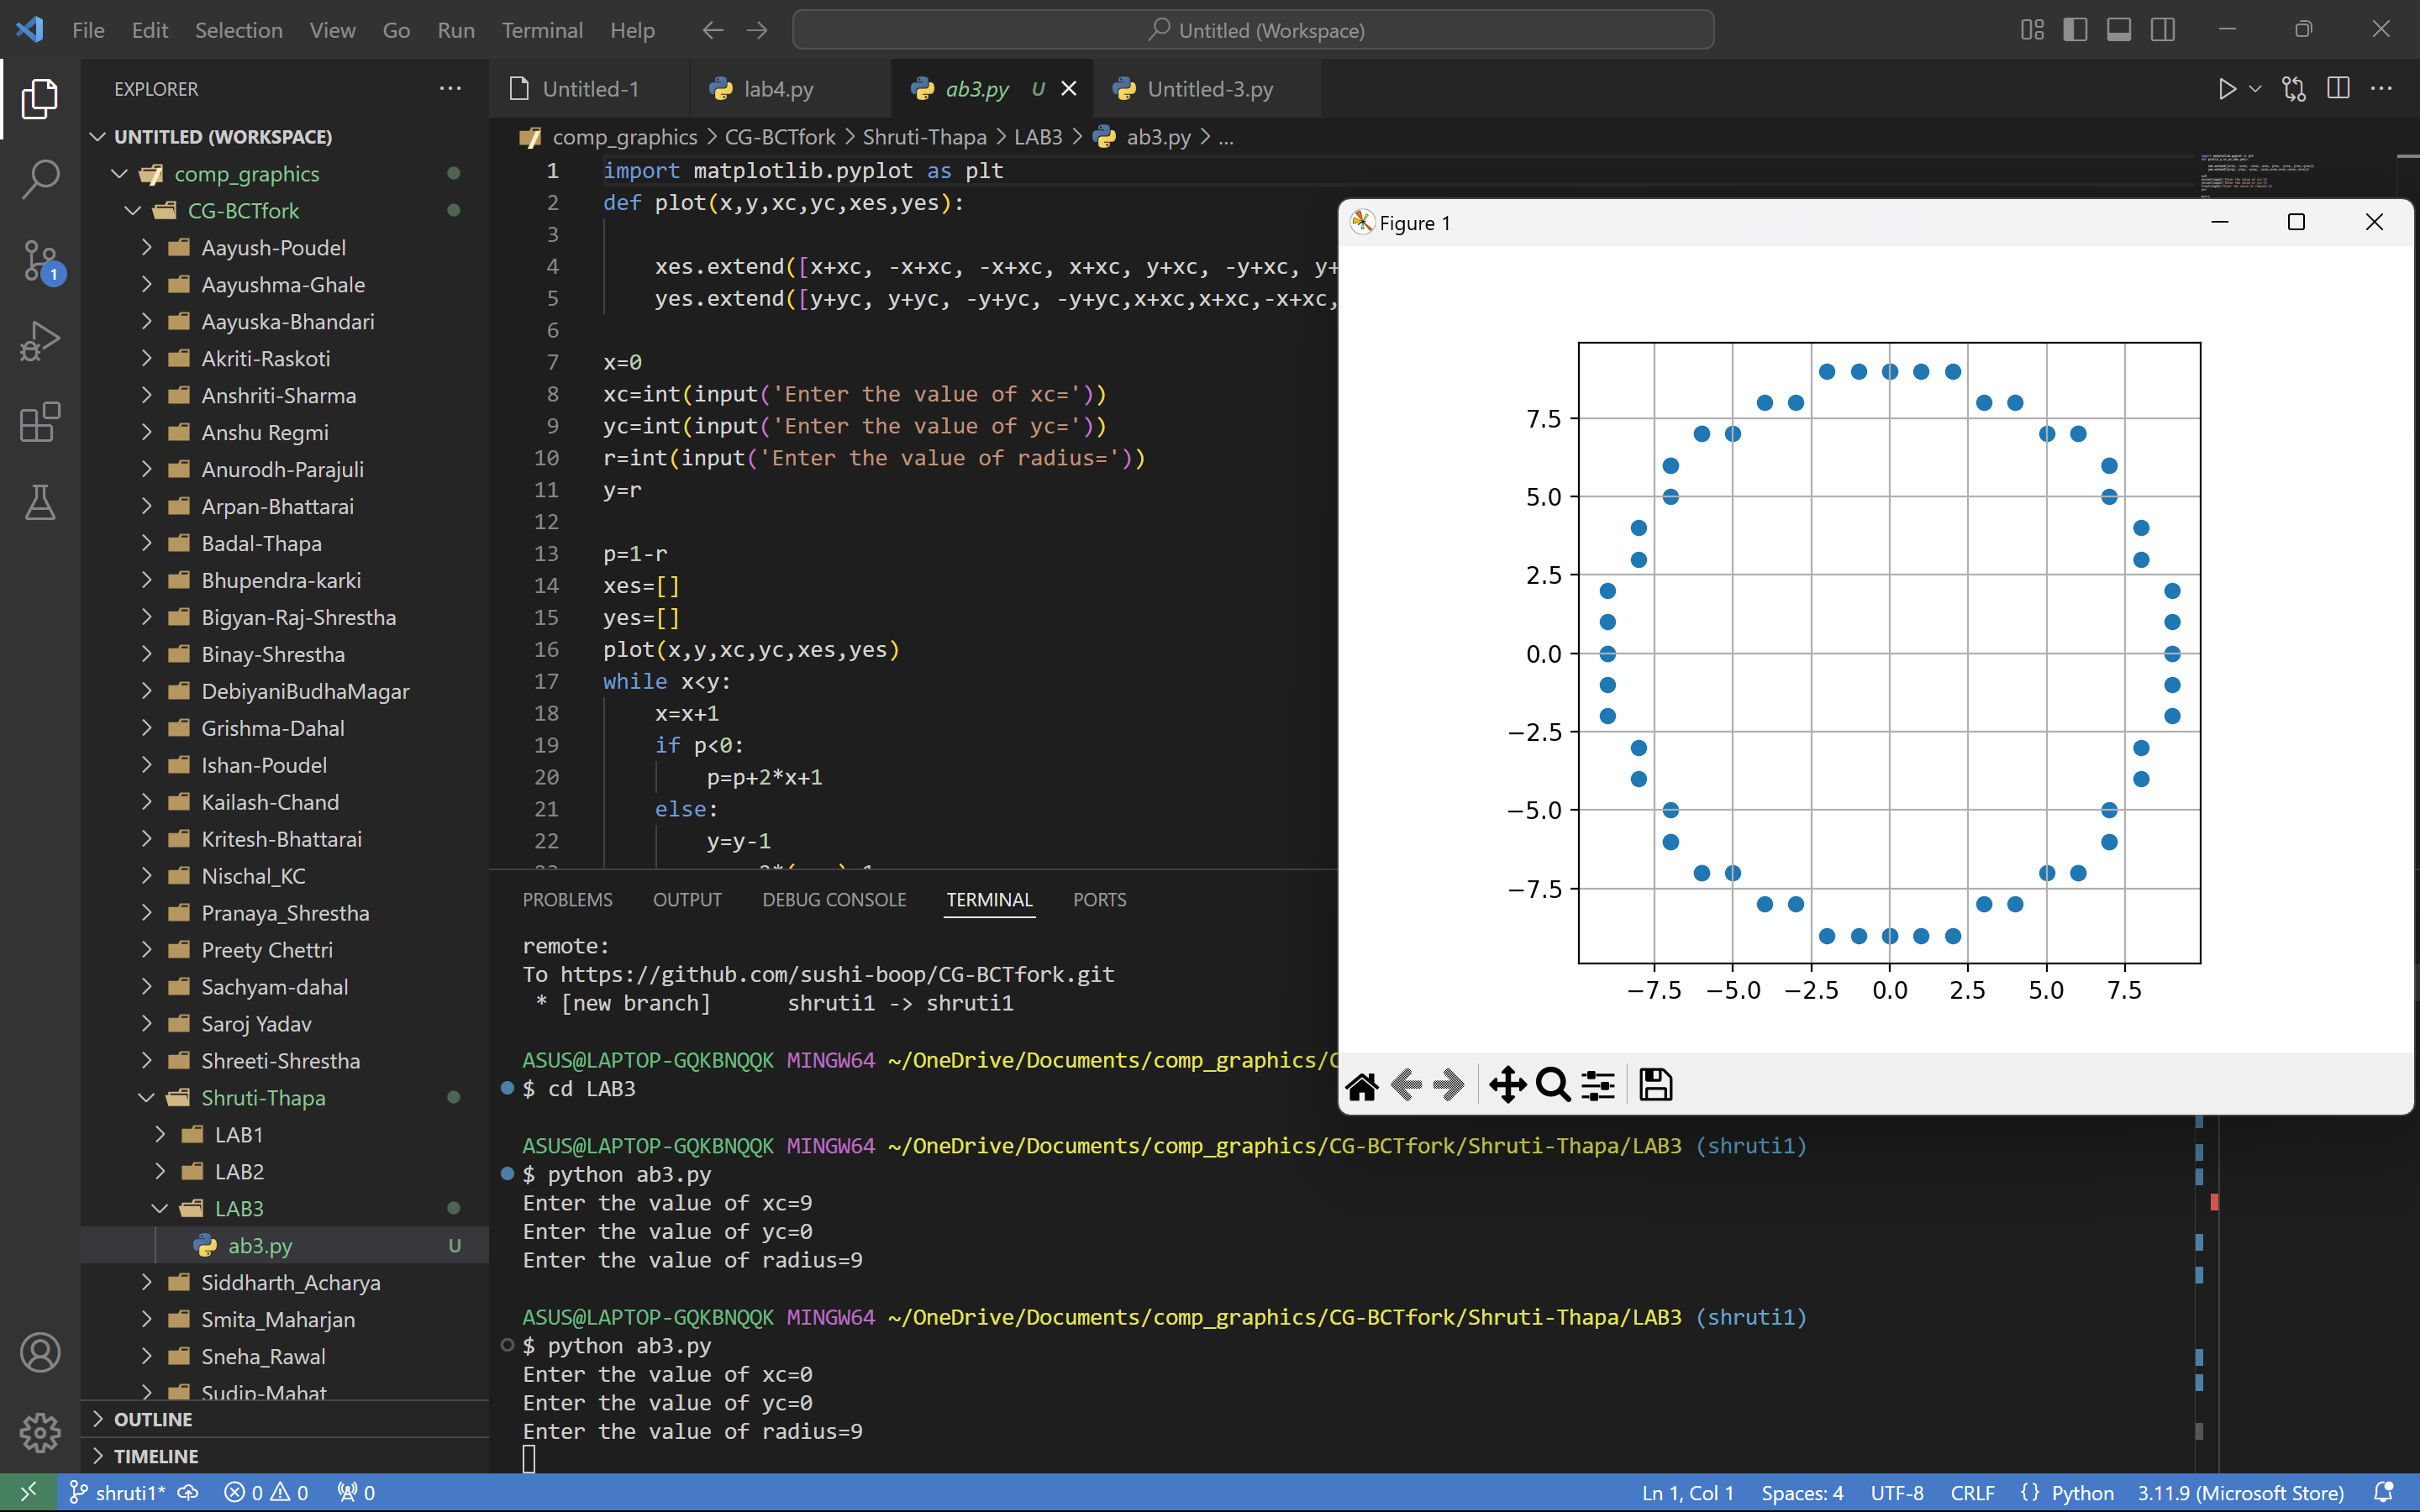 File Edit Selection View Go Run Terminal Help
Untitled (Workspace)
EXPLORER
UNTITLED (WORKSPACE)
comp_graphics
CG-BCTfork
Aayush-Poudel
Aayushma-Ghale
Aayuska-Bhandari
Akriti-Raskoti
Anshriti-Sharma
Anshu Regmi
Anurodh-Parajuli
Arpan-Bhattarai
Badal-Thapa
Bhupendra-karki
Bigyan-Raj-Shrestha
Binay-Shrestha
DebiyaniBudhaMagar
Grishma-Dahal
Ishan-Poudel
Kailash-Chand
Kritesh-Bhattarai
Nischal_KC
Pranaya_Shrestha
Preety Chettri
Sachyam-dahal
Saroj Yadav
Shreeti-Shrestha
Shruti-Thapa
LAB1
LAB2
LAB3
ab3.py U
Siddharth_Acharya
Smita_Maharjan
Sneha_Rawal
Sudip-Mahat
OUTLINE
TIMELINE
1
Untitled-1 lab4.py ab3.py U Untitled-3.py
comp_graphics > CG-BCTfork > Shruti-Thapa > LAB3 > ab3.py > ...
1 import matplotlib.pyplot as plt
2 def plot(x,y,xc,yc,xes,yes):
3
4 xes.extend([x+xc, -x+xc, -x+xc, x+xc, y+xc, -y+xc, y+
5 yes.extend([y+yc, y+yc, -y+yc, -y+yc,x+xc,x+xc,-x+xc,
6
7 x=0
8 xc=int(input('Enter the value of xc='))
9 yc=int(input('Enter the value of yc='))
10 r=int(input('Enter the value of radius='))
11 y=r
12
13 p=1-r
14 xes=[]
15 yes=[]
16 plot(x,y,xc,yc,xes,yes)
17 while x<y:
18 x=x+1
19 if p<0:
20 p=p+2*x+1
21 else:
22 y=y-1
PROBLEMS OUTPUT DEBUG CONSOLE TERMINAL PORTS
remote:
To https://github.com/sushi-boop/CG-BCTfork.git
* [new branch] shruti1 -> shruti1
ASUS@LAPTOP-GQKBNQQK MINGW64 ~/OneDrive/Documents/comp_graphics/C
$ cd LAB3
ASUS@LAPTOP-GQKBNQQK MINGW64 ~/OneDrive/Documents/comp_graphics/CG-BCTfork/Shruti-Thapa/LAB3 (shruti1)
$ python ab3.py
Enter the value of xc=9
Enter the value of yc=0
Enter the value of radius=9
ASUS@LAPTOP-GQKBNQQK MINGW64 ~/OneDrive/Documents/comp_graphics/CG-BCTfork/Shruti-Thapa/LAB3 (shruti1)
$ python ab3.py
Enter the value of xc=0
Enter the value of yc=0
Enter the value of radius=9
Figure 1
7.5
5.0
2.5
0.0
−2.5
−5.0
−7.5
−7.5 −5.0 −2.5 0.0 2.5 5.0 7.5
shruti1* 0 0 0
Ln 1, Col 1 Spaces: 4 UTF-8 CRLF {} Python 3.11.9 (Microsoft Store)